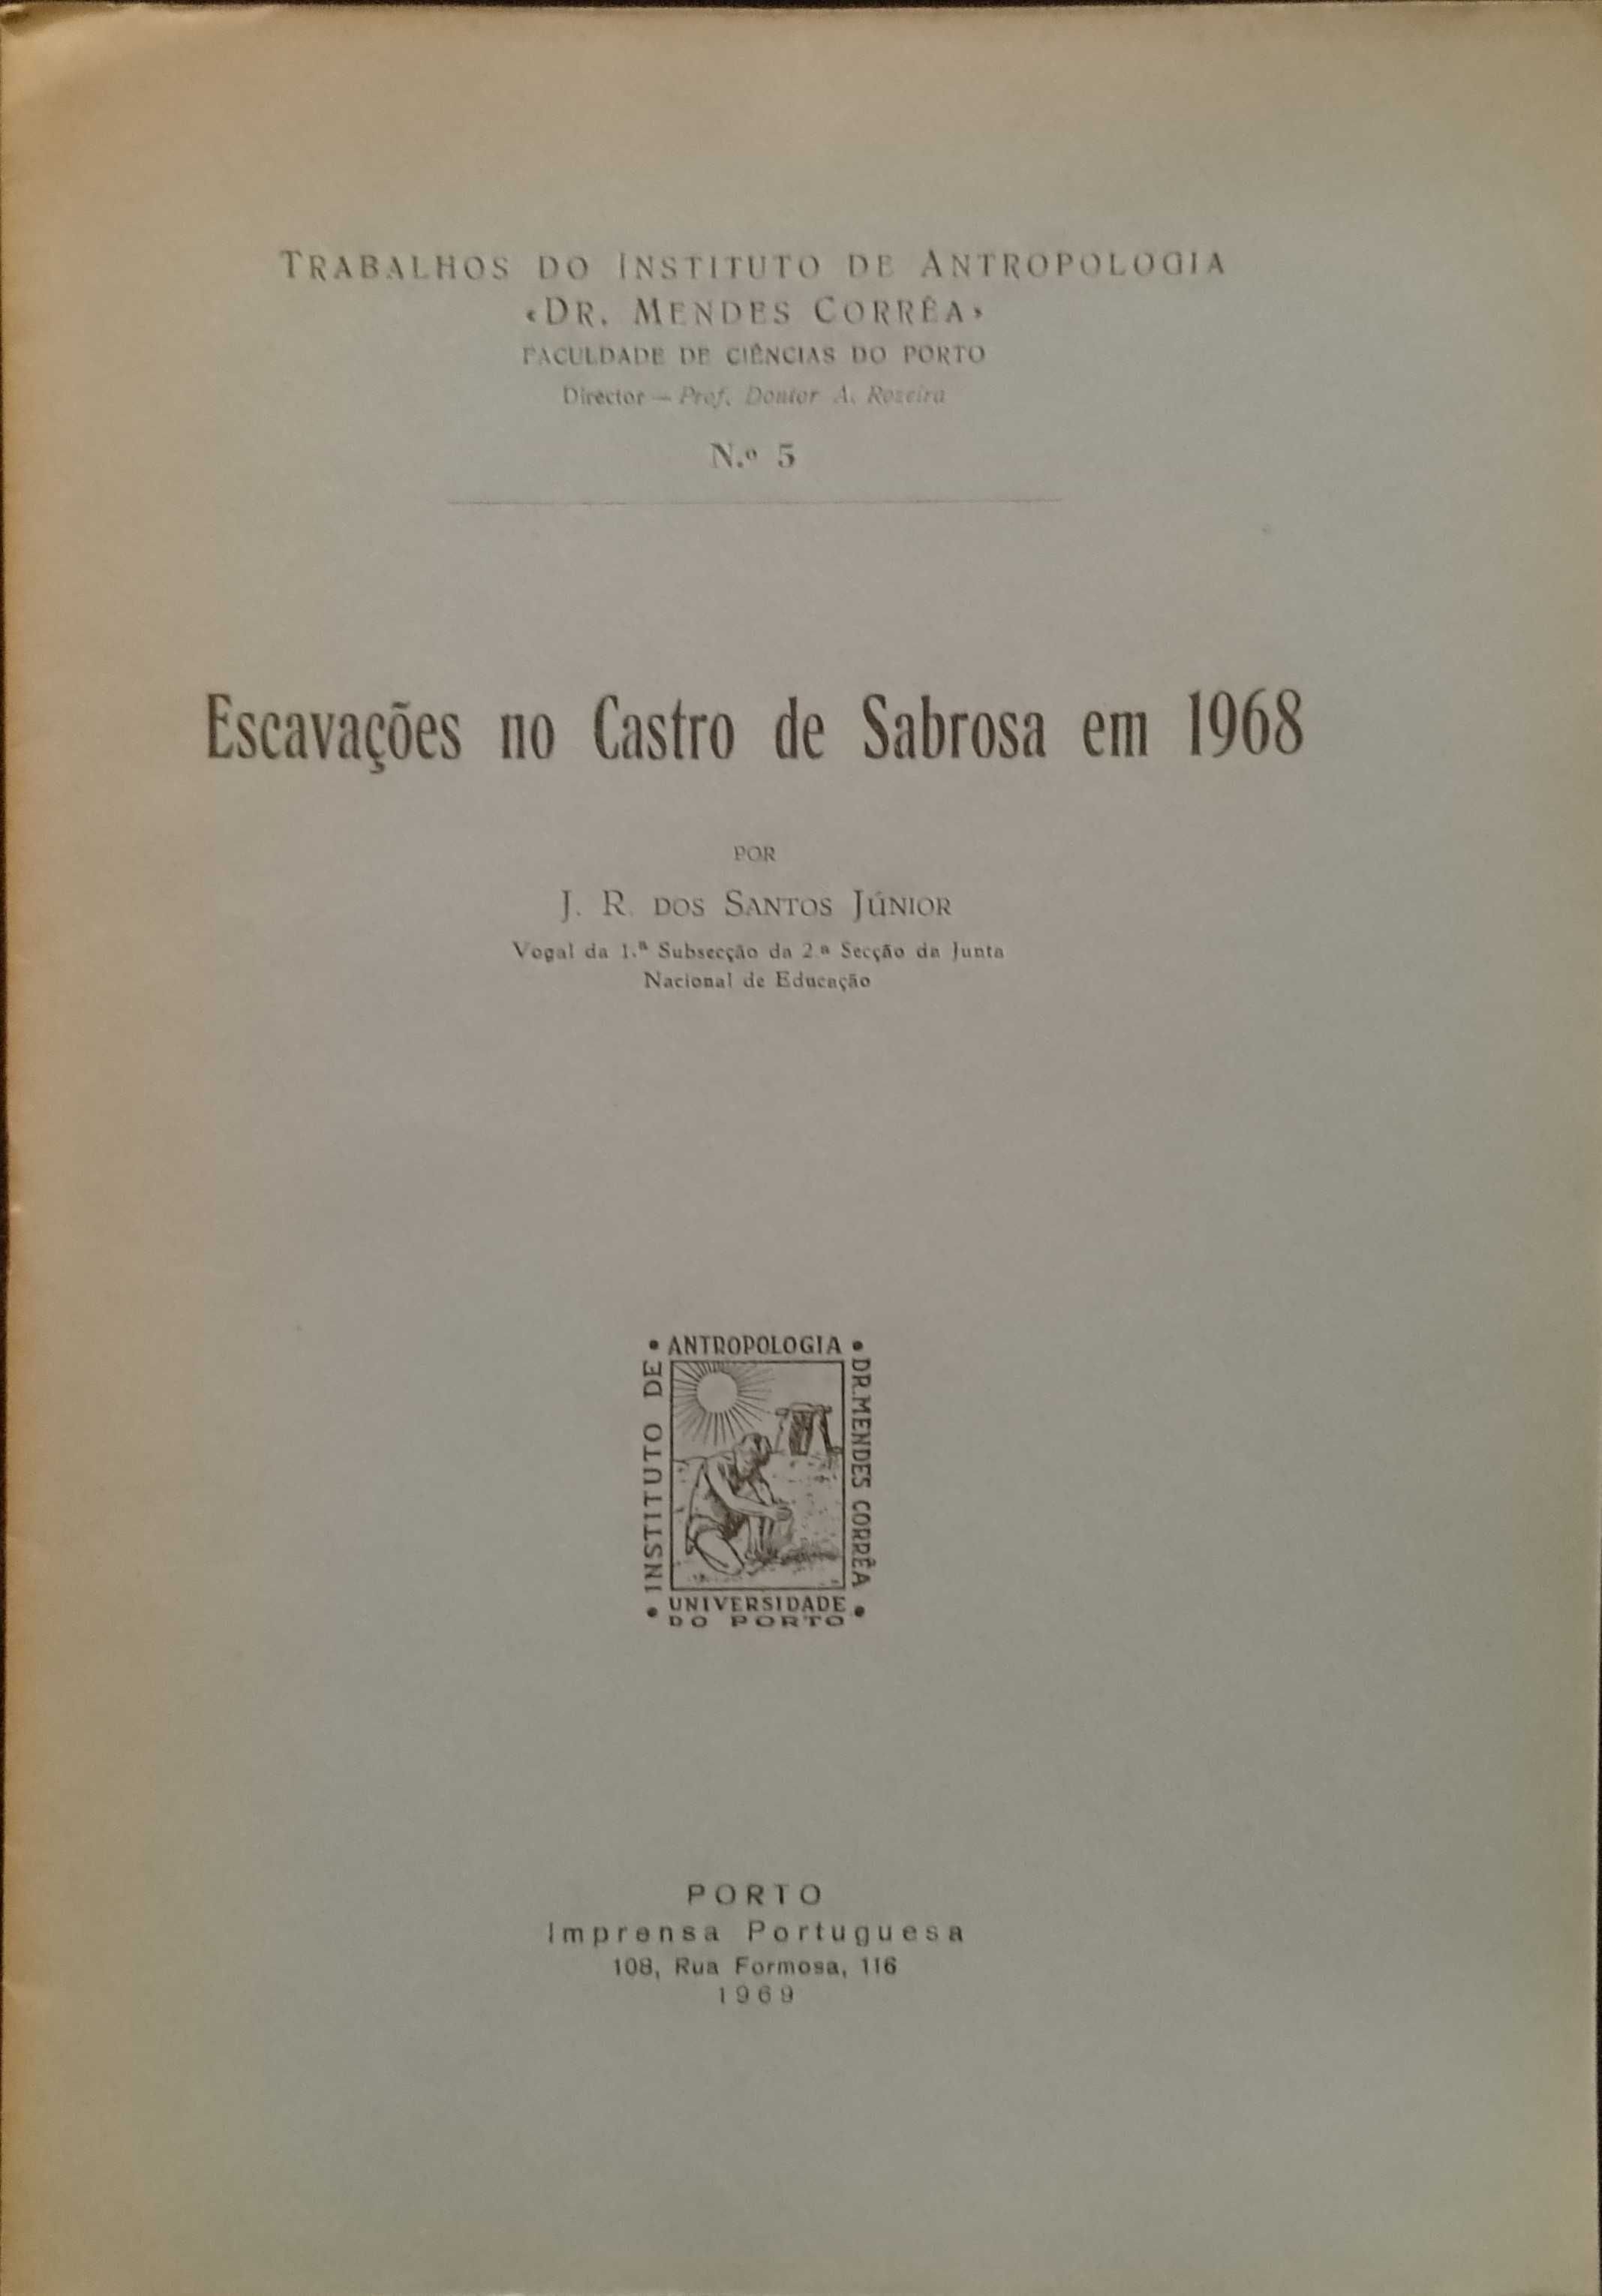 TRABALHOS DO INSTITUTO DE ANTROPOLOGIA
«DR. MENDES CORRÊA»
FACULDADE DE CIÊNCIAS DO PORTO
Director — Prof. Doutor A. Rozeira
N.º 5
Escavações no Castro de Sabrosa em 1968
POR
J. R. DOS SANTOS JÚNIOR
Vogal da 1.ª Subsecção da 2.ª Secção da Junta
Nacional de Educação
• INSTITUTO DE
• ANTROPOLOGIA •
DR. MENDES CORRÊA
• UNIVERSIDADE •
DO PORTO
PORTO
Imprensa Portuguesa
108, Rua Formosa, 116
1969